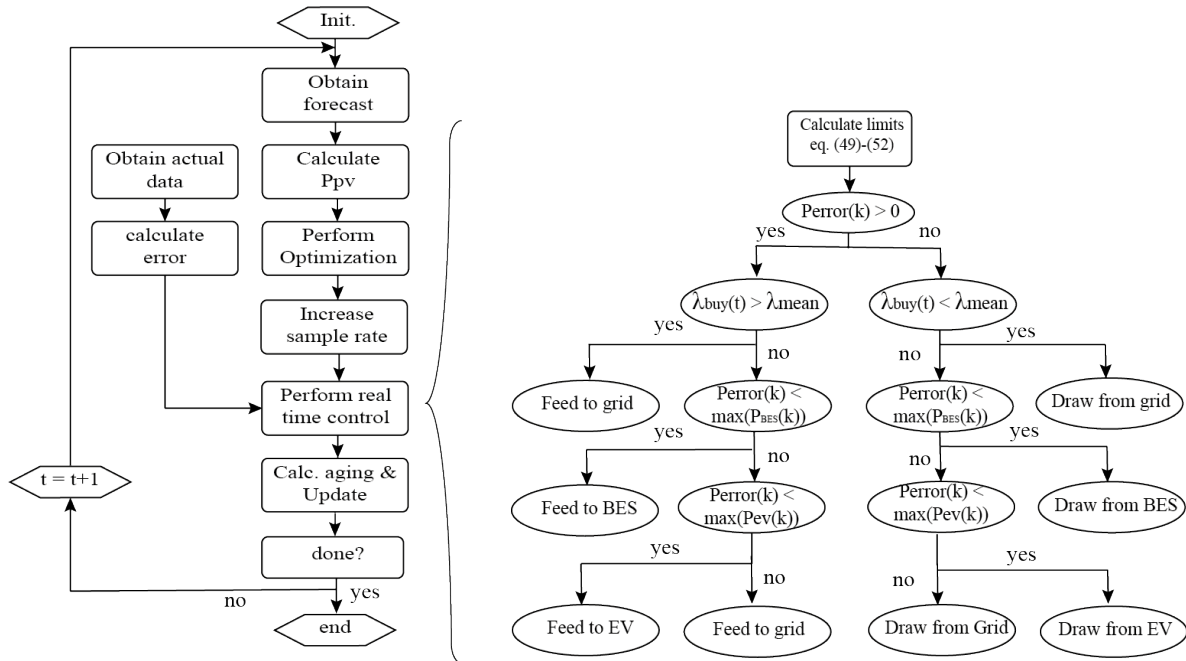 Init.
Obtain
forecast
Calculate
Ppv
Obtain actual
data
calculate
error
Perform
Optimization
Increase
sample rate
Perform real
time control
Calc. aging &
Update
t = t+1
done?
no
yes
end
Calculate limits
eq. (49)-(52)
Perror(k) > 0
yes
no
λbuy(t) > λmean
λbuy(t) < λmean
yes
no
no
yes
Feed to grid
Perror(k) <
max(PBES(k))
Perror(k) <
max(PBES(k))
Draw from grid
yes
no
no
yes
Feed to BES
Perror(k) <
max(Pev(k))
Perror(k) <
max(Pev(k))
Draw from BES
yes
no
no
yes
Feed to EV
Feed to grid
Draw from Grid
Draw from EV